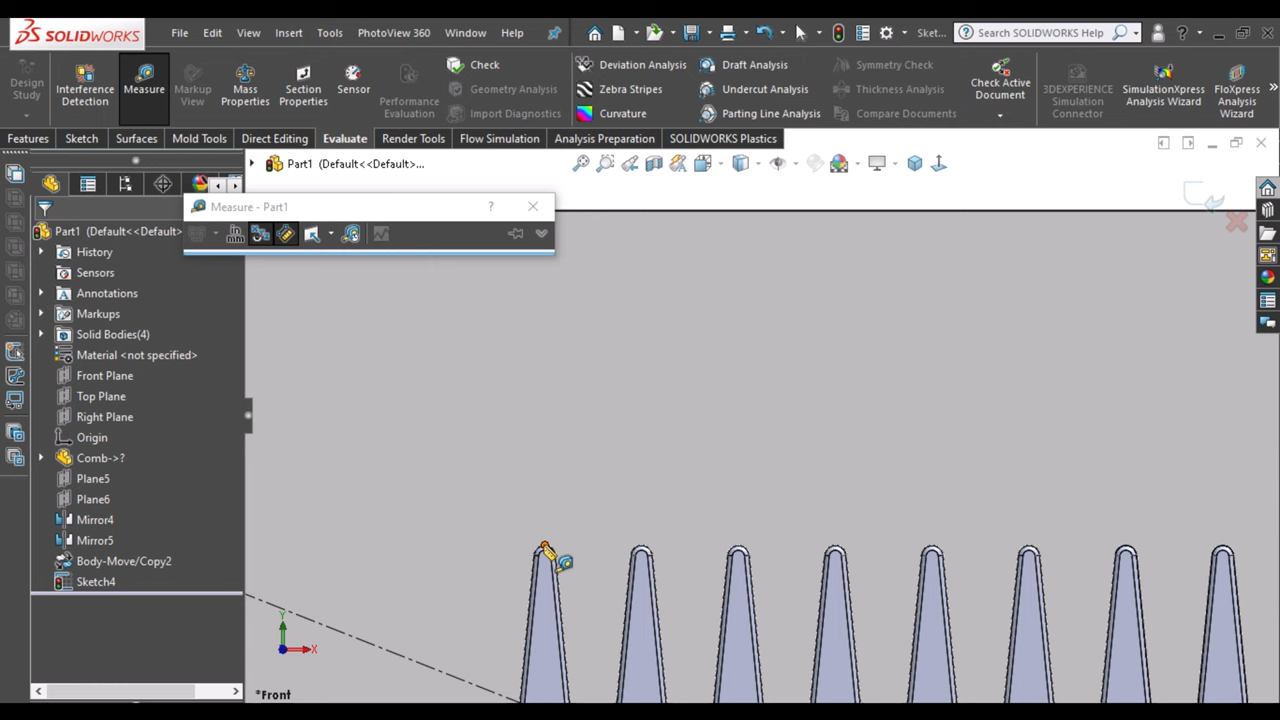 SOLIDWORKS File Edit View Insert Tools PhotoView 360 Window Help Sket... Search SOLIDWORKS Help
Design Study
Interference Detection
Measure
Markup View
Mass Properties
Section Properties
Sensor
Performance Evaluation
Check
Geometry Analysis
Import Diagnostics
Deviation Analysis
Zebra Stripes
Curvature
Draft Analysis
Undercut Analysis
Parting Line Analysis
Symmetry Check
Thickness Analysis
Compare Documents
Check Active Document
3DEXPERIENCE Simulation Connector
SimulationXpress Analysis Wizard
FloXpress Analysis Wizard
Features Sketch Surfaces Mold Tools Direct Editing Evaluate Render Tools Flow Simulation Analysis Preparation SOLIDWORKS Plastics
Part1 (Default<<Default>...
Measure - Part1 ?
in mm
Part1 (Default<<Default>
History
Sensors
Annotations
Markups
Solid Bodies(4)
Material <not specified>
Front Plane
Top Plane
Right Plane
Origin
Comb->?
Plane5
Plane6
Mirror4
Mirror5
Body-Move/Copy2
Sketch4
Y
X
*Front